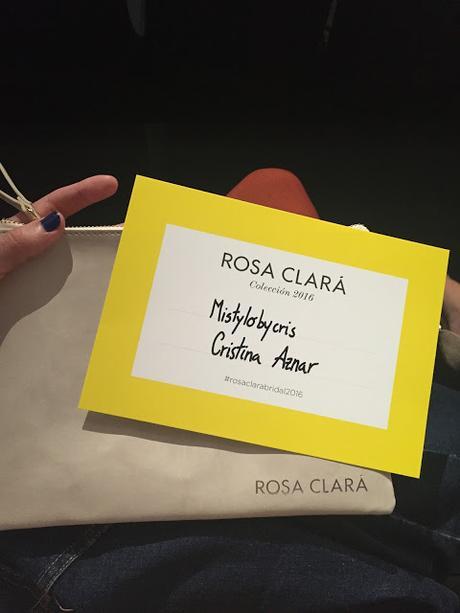 ROSA CLARÁ
Colección 2016
Mistylobycris
Cristina Aznar
#rosaclarabridal2016
ROSA CLARÁ